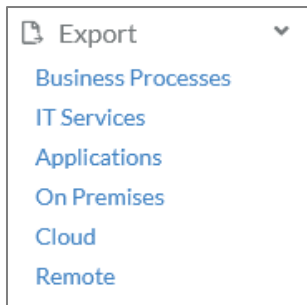 Export
Business Processes
IT Services
Applications
On Premises
Cloud
Remote